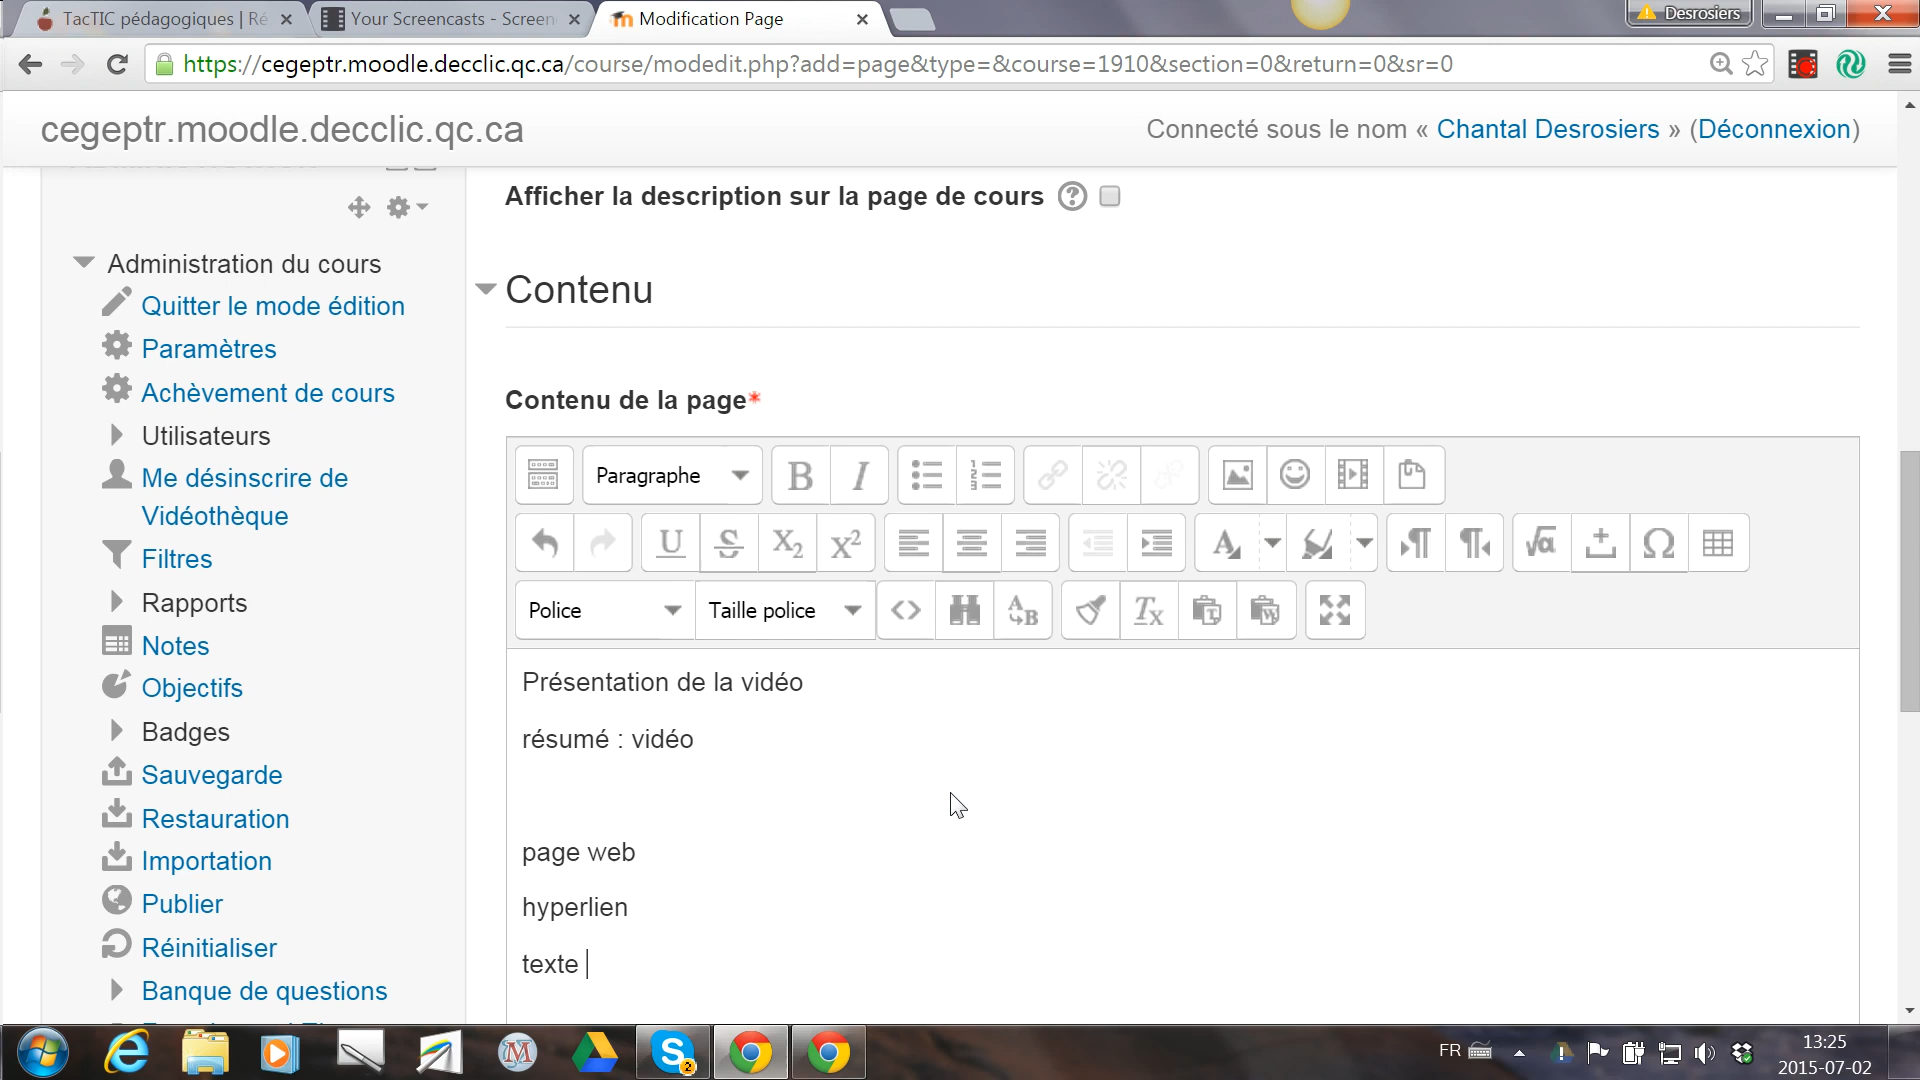 TacTIC pédagogiques | Ré
Your Screencasts - Screen
Modification Page
Desrosiers
https://cegeptr.moodle.decclic.qc.ca/course/modedit.php?add=page&type=&course=1910&section=0&return=0&sr=0
cegeptr.moodle.decclic.qc.ca
Connecté sous le nom « Chantal Desrosiers » (Déconnexion)
Afficher la description sur la page de cours
Administration du cours
Quitter le mode édition
Paramètres
Achèvement de cours
Utilisateurs
Me désinscrire de
Vidéothèque
Filtres
Rapports
Notes
Objectifs
Badges
Sauvegarde
Restauration
Importation
Publier
Réinitialiser
Banque de questions
Contenu
Contenu de la page*
Paragraphe
Police
Taille police
Présentation de la vidéo
résumé : vidéo
page web
hyperlien
texte
FR
13:25
2015-07-02